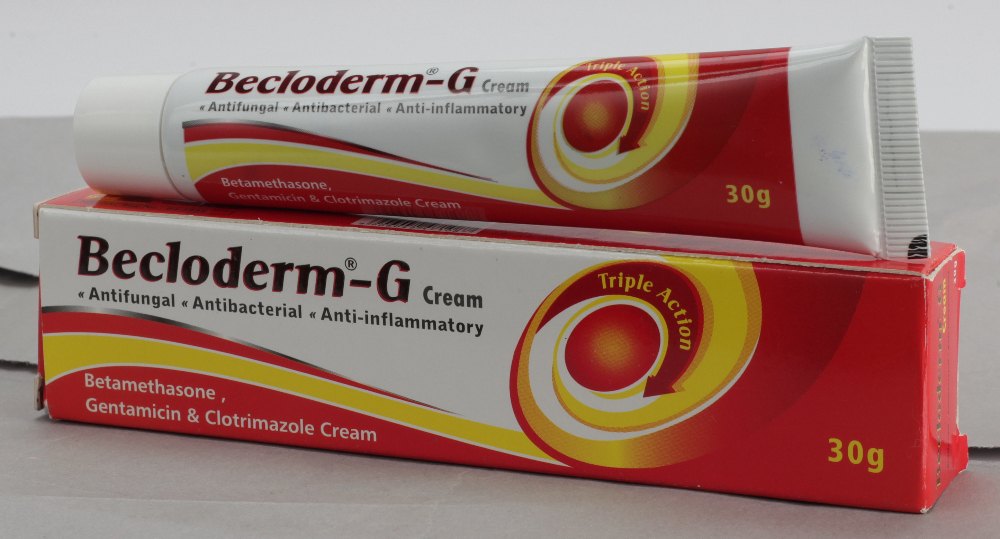 Becloderm®-G Cream
« Antifungal « Antibacterial « Anti-inflammatory
Triple Action
Betamethasone,
Gentamicin & Clotrimazole Cream
30g
Becloderm®-G Cream
« Antifungal « Antibacterial « Anti-inflammatory
Triple Action
Betamethasone ,
Gentamicin & Clotrimazole Cream
30g